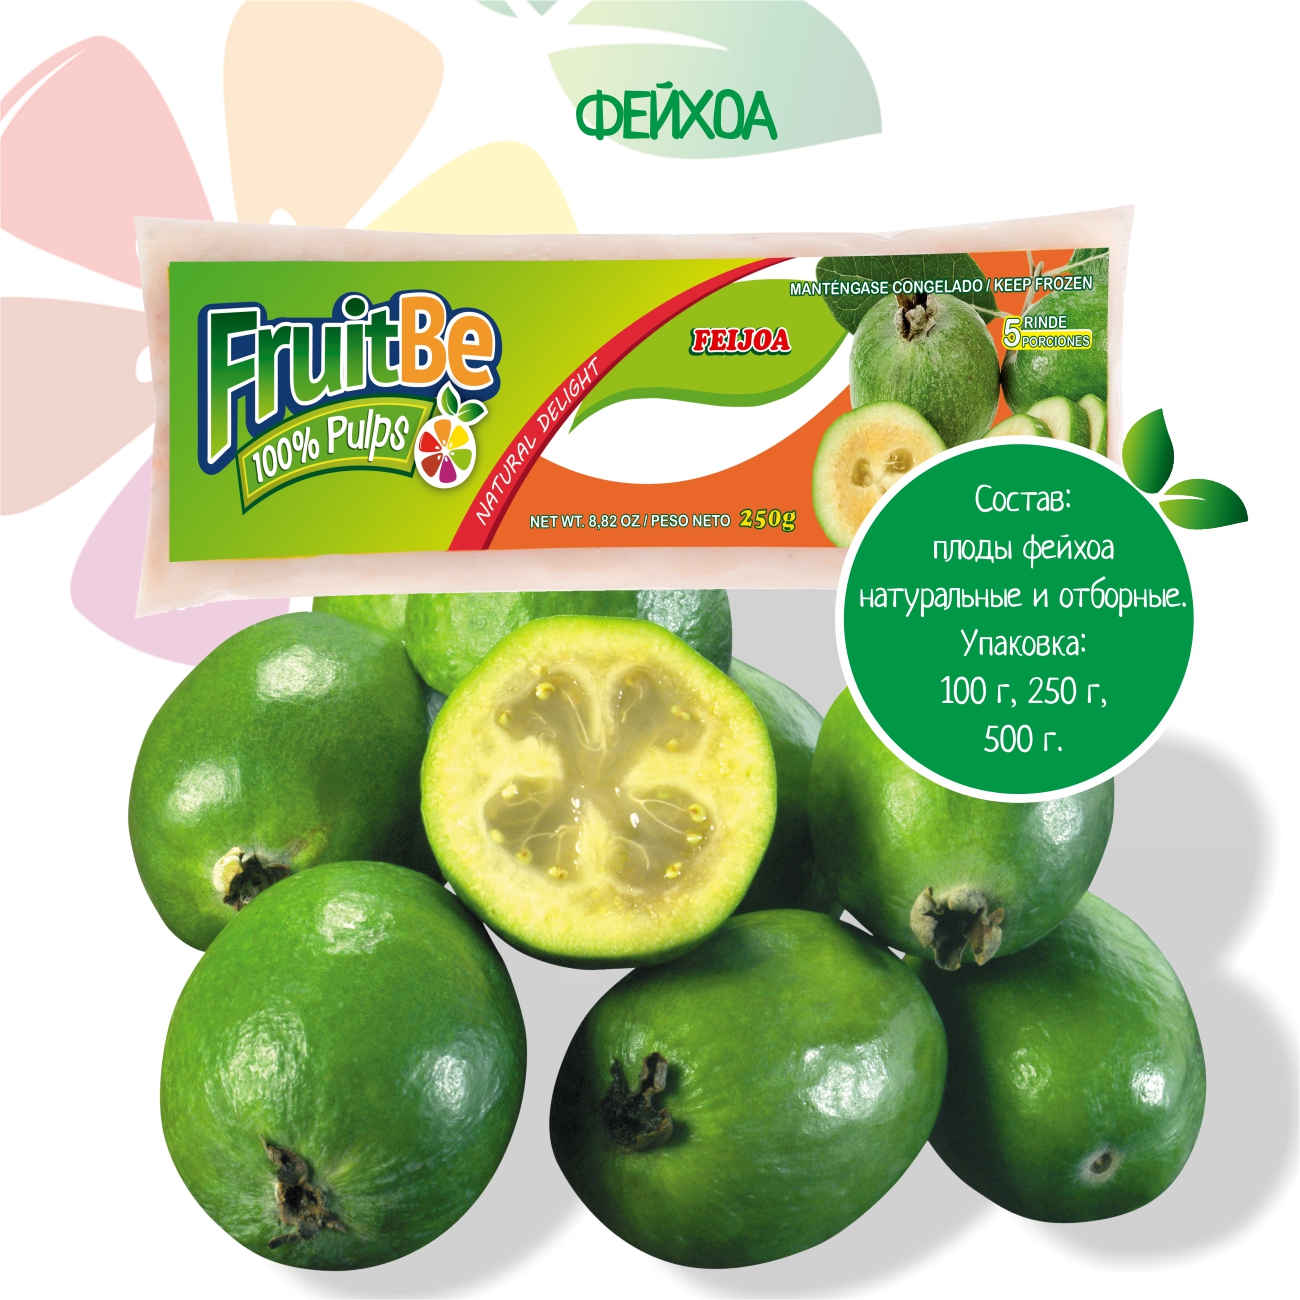 ФЕЙХОА
MANTÉNGASE CONGELADO / KEEP FROZEN
FruitBe
100% Pulps
NATURAL DELIGHT
FEIJOA
5 RINDE
PORCIONES
NET WT. 8,82 OZ / PESO NETO 250g
Состав:
плоды фейхоа
натуральные и отборные.
Упаковка:
100 г, 250 г,
500 г.